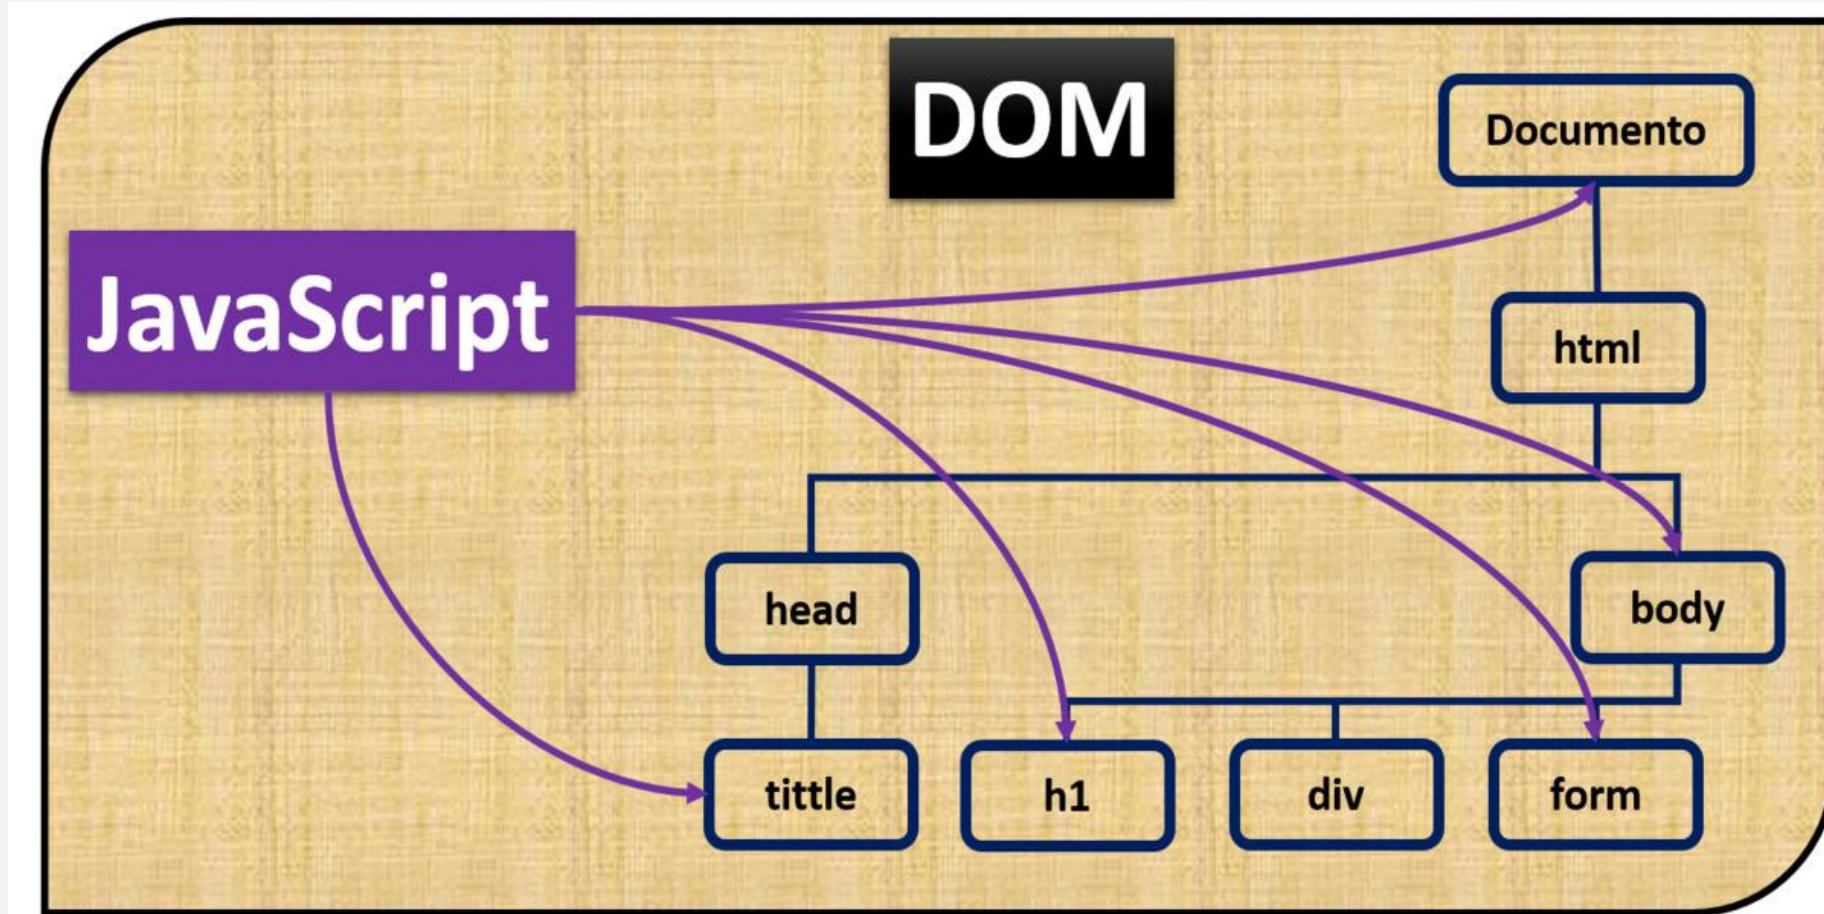 DOM
Documento
JavaScript
html
head
body
tittle
h1
div
form